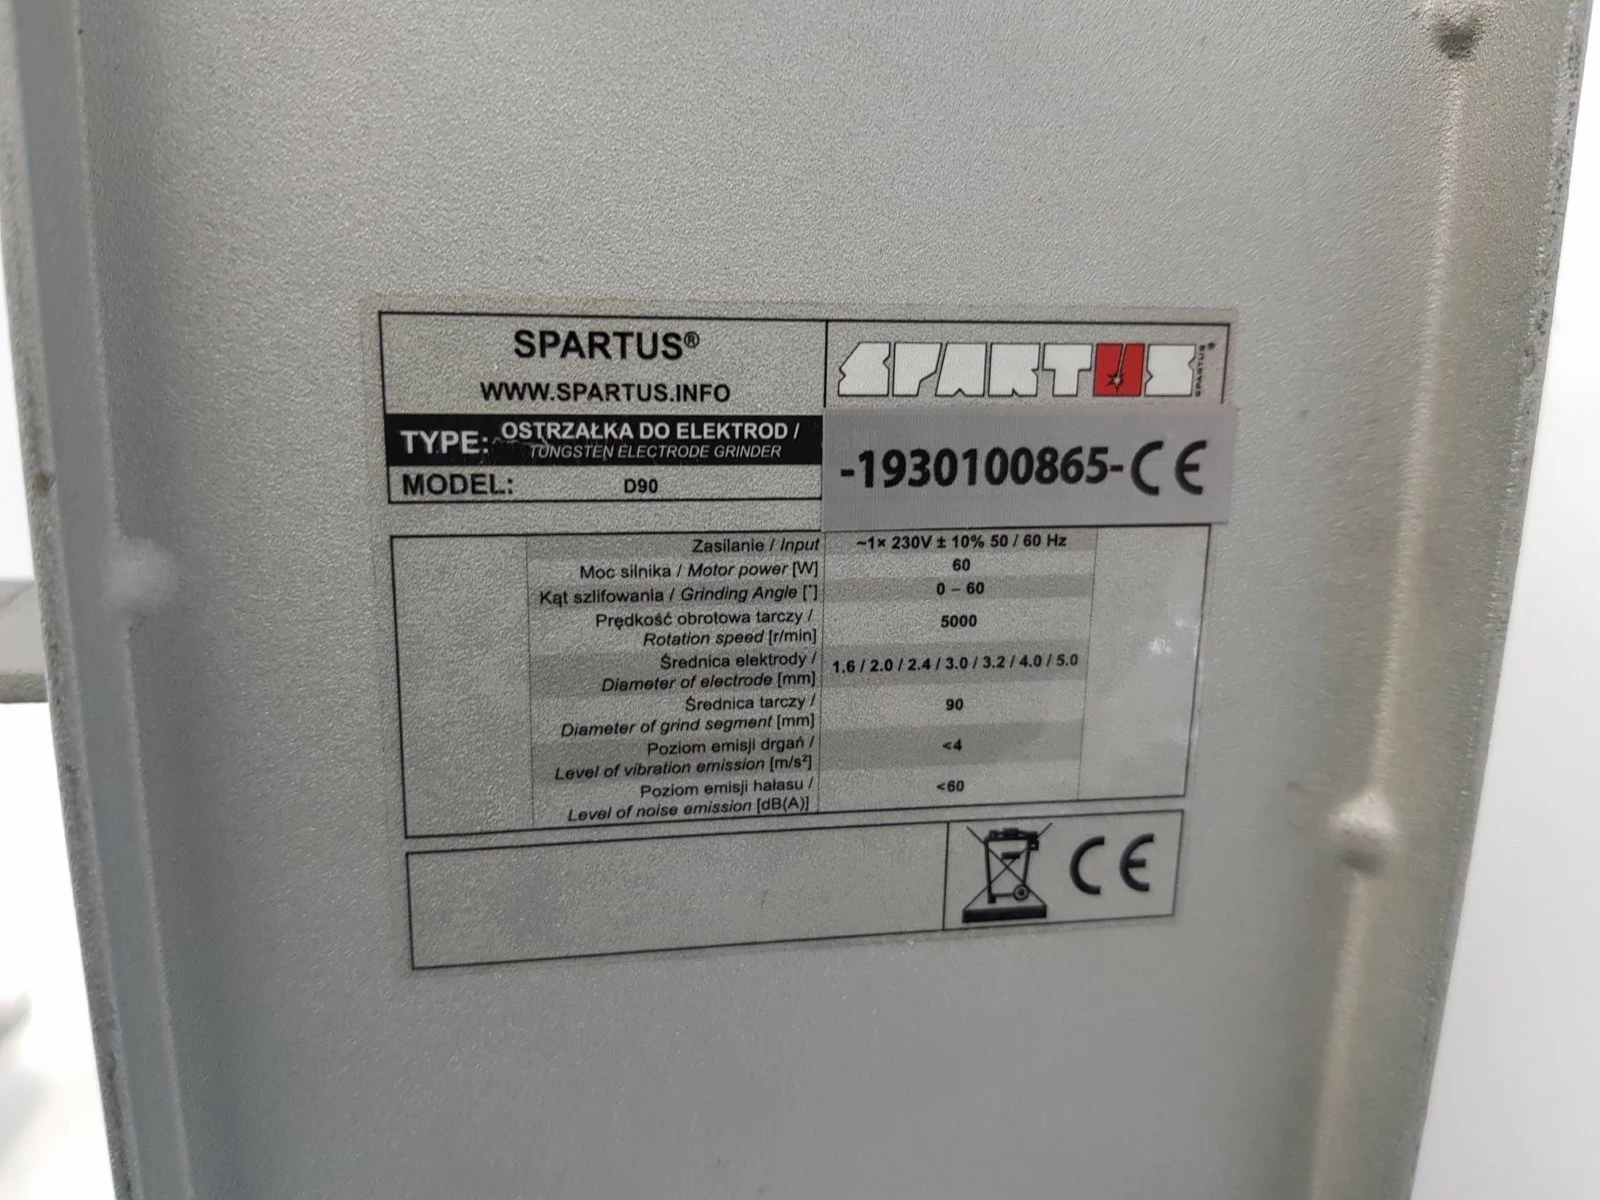 SPARTUS®
WWW.SPARTUS.INFO
SPARTUS®
SPARTUS
TYPE: OSTRZAŁKA DO ELEKTROD /
TUNGSTEN ELECTRODE GRINDER
MODEL: D90
-1930100865-CE
Zasilanie / Input ~1× 230V ± 10% 50 / 60 Hz
Moc silnika / Motor power [W] 60
Kąt szlifowania / Grinding Angle [°] 0 – 60
Prędkość obrotowa tarczy /
Rotation speed [r/min] 5000
Średnica elektrody /
Diameter of electrode [mm] 1.6 / 2.0 / 2.4 / 3.0 / 3.2 / 4.0 / 5.0
Średnica tarczy /
Diameter of grind segment [mm] 90
Poziom emisji drgań /
Level of vibration emission [m/s²] <4
Poziom emisji hałasu /
Level of noise emission [dB(A)] <60
CE